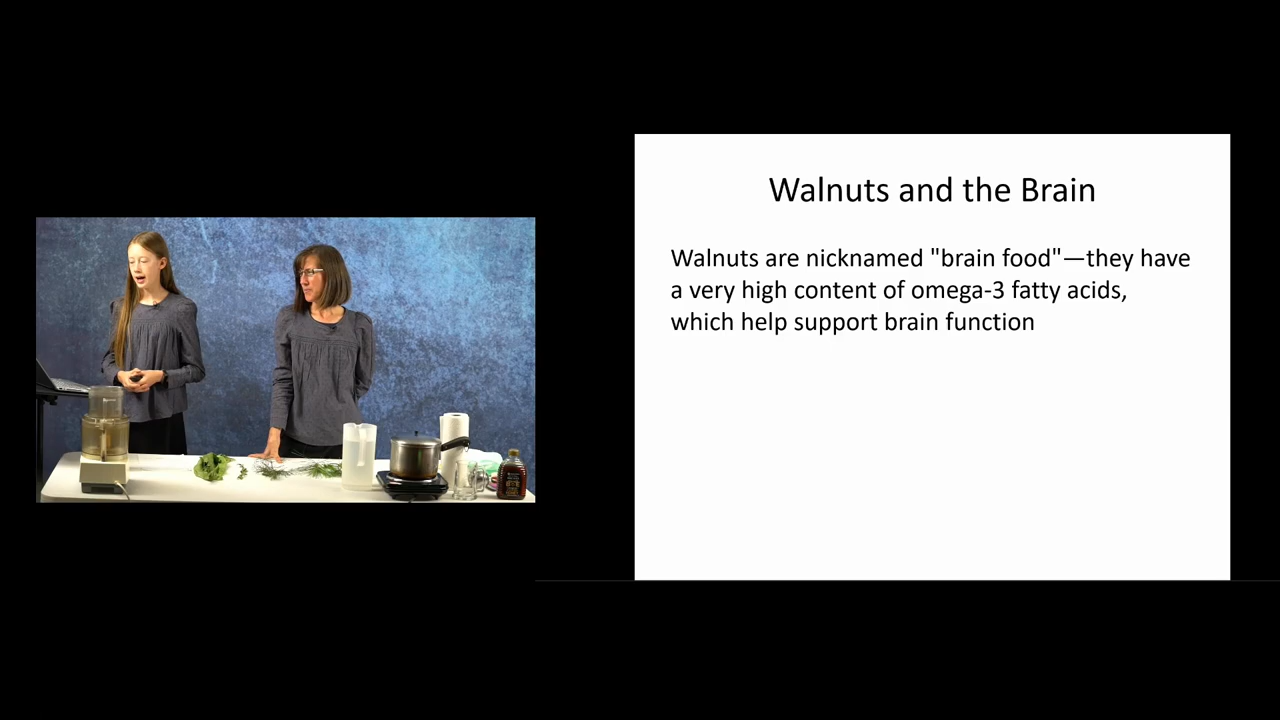 Walnuts and the Brain
Walnuts are nicknamed "brain food"—they have
a very high content of omega-3 fatty acids,
which help support brain function